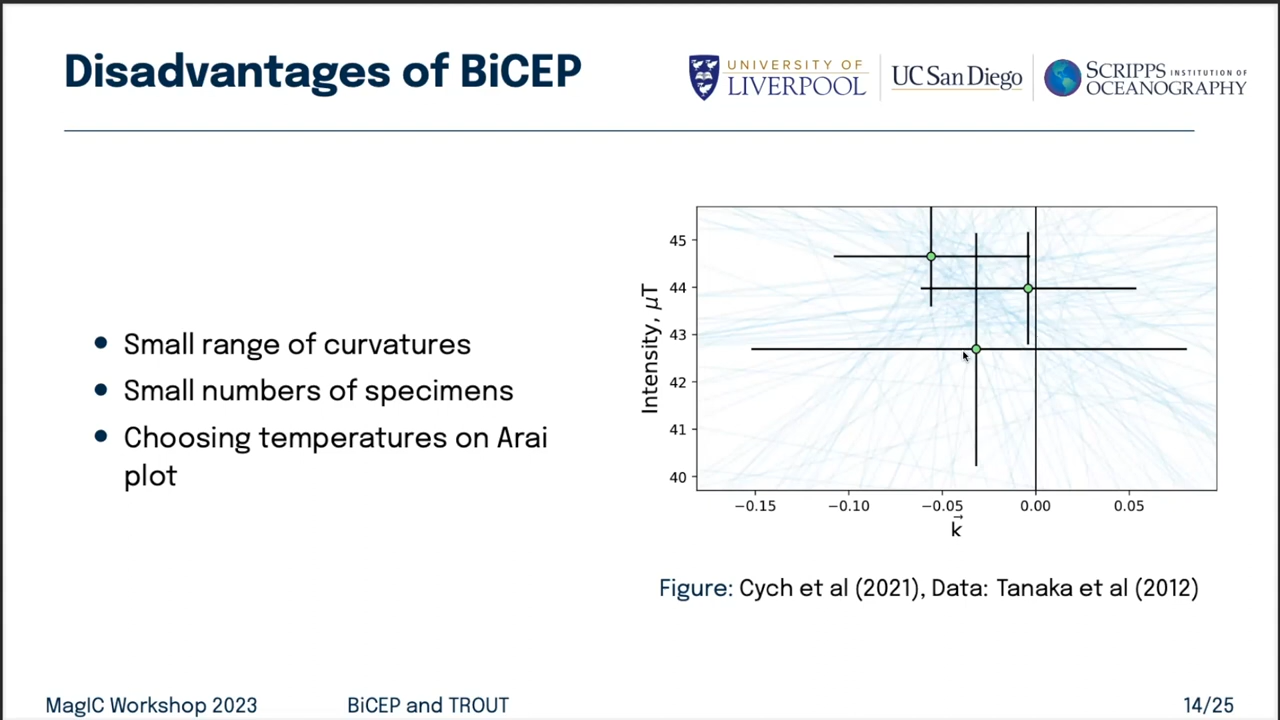 Disadvantages of BiCEP
UNIVERSITY OF
LIVERPOOL
UC San Diego
SCRIPPS INSTITUTION OF
OCEANOGRAPHY
Small range of curvatures
Small numbers of specimens
Choosing temperatures on Arai
plot
Intensity, μT
45
44
43
42
41
40
−0.15
−0.10
−0.05
0.00
0.05
k⃗
Figure: Cych et al (2021), Data: Tanaka et al (2012)
MagIC Workshop 2023
BiCEP and TROUT
14/25